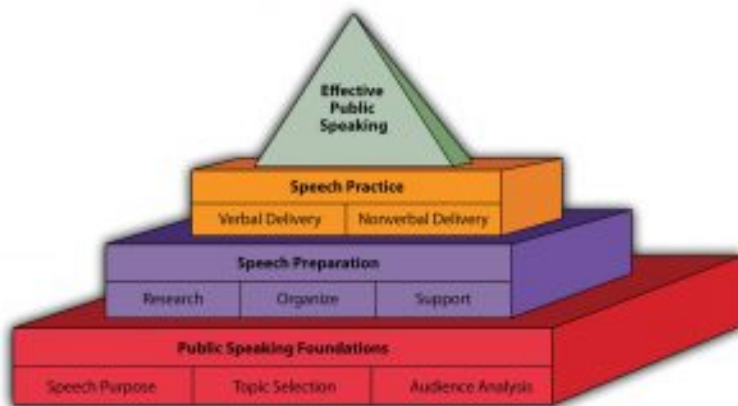 Effective
Public
Speaking
Speech Practice
Verbal Delivery Nonverbal Delivery
Speech Preparation
Research Organize Support
Public Speaking Foundations
Speech Purpose Topic Selection Audience Analysis